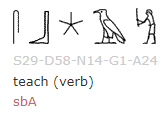 𓋴𓃀𓇼𓄿𓀜
S29-D58-N14-G1-A24
teach (verb)
sbA